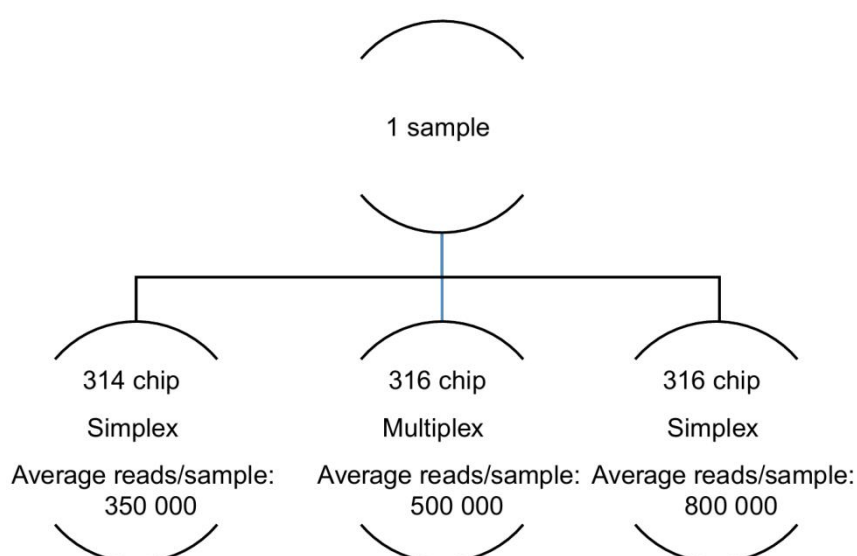 1 sample
314 chip
Simplex
Average reads/sample:
350 000
316 chip
Multiplex
Average reads/sample:
500 000
316 chip
Simplex
Average reads/sample:
800 000